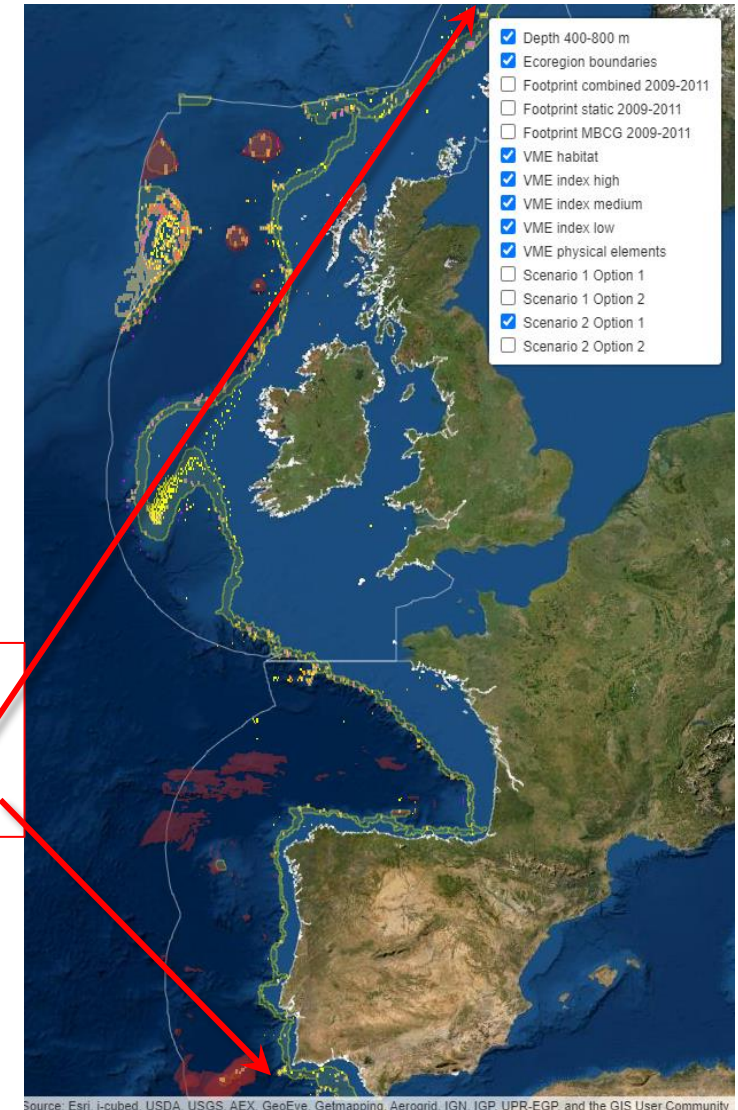 Depth 400-800 m
Ecoregion boundaries
Footprint combined 2009-2011
Footprint static 2009-2011
Footprint MBCG 2009-2011
VME habitat
VME index high
VME index medium
VME index low
VME physical elements
Scenario 1 Option 1
Scenario 1 Option 2
Scenario 2 Option 1
Scenario 2 Option 2
Source: Esri, i-cubed, USDA, USGS, AEX, GeoEye, Getmapping, Aerogrid, IGN, IGP, UPR-EGP, and the GIS User Community